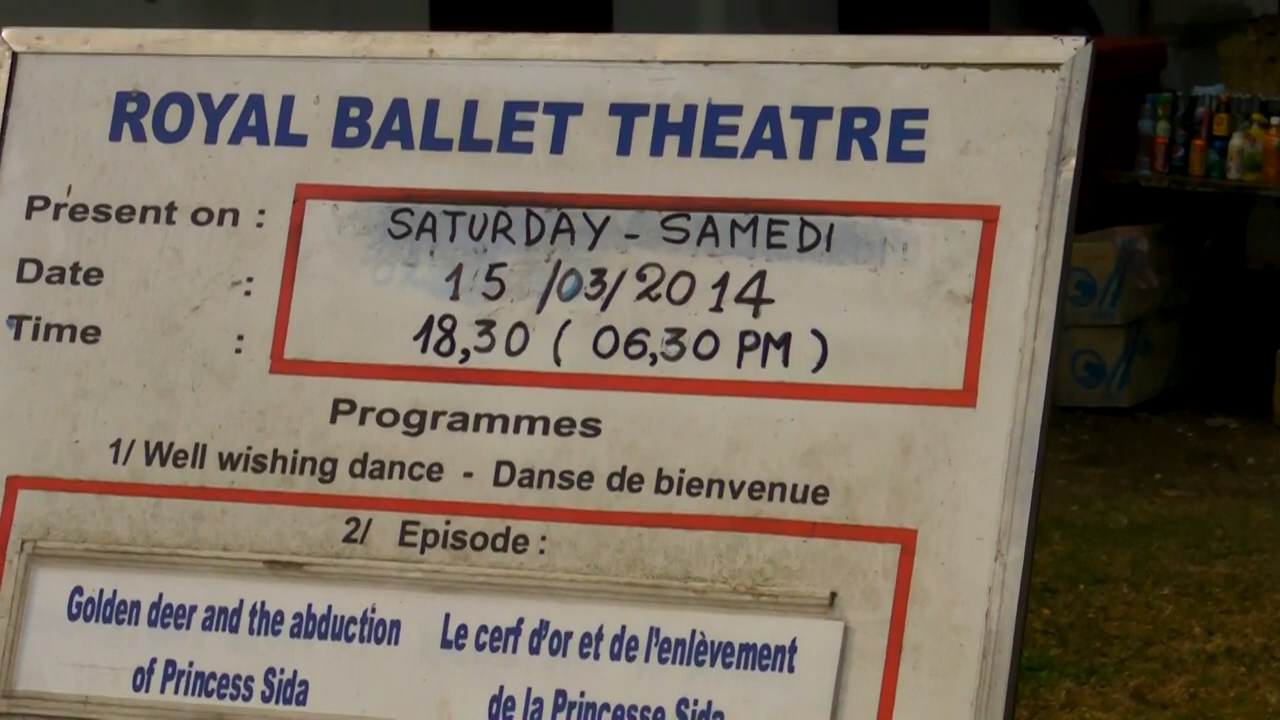 ROYAL BALLET THEATRE
Present on : SATURDAY - SAMEDI
Date : 15 /03/2014
Time : 18,30 ( 06,30 PM )
Programmes
1/ Well wishing dance - Danse de bienvenue
2/ Episode :
Golden deer and the abduction
of Princess Sida
Le cerf d'or et de l'enlèvement
de la Princesse Sida